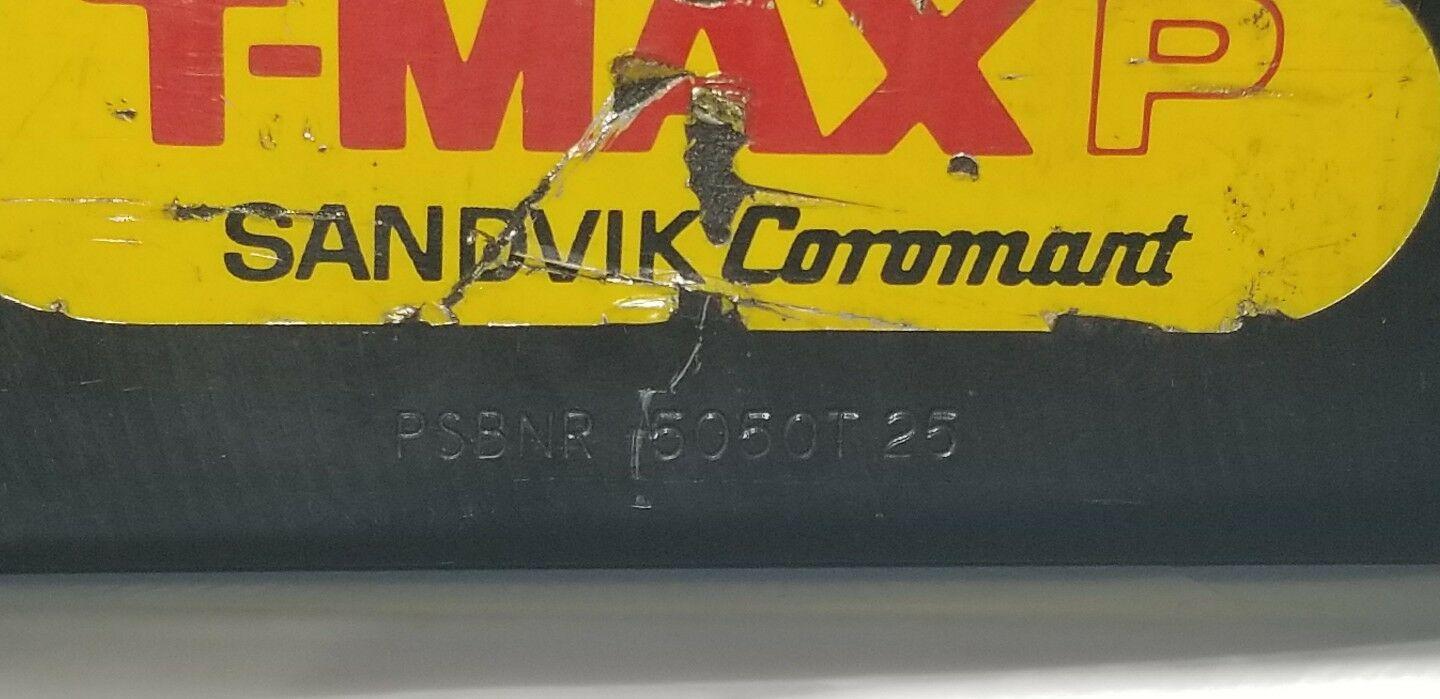 T-MAX P
SANDVIK Coromant
PSBNR 5050T 25